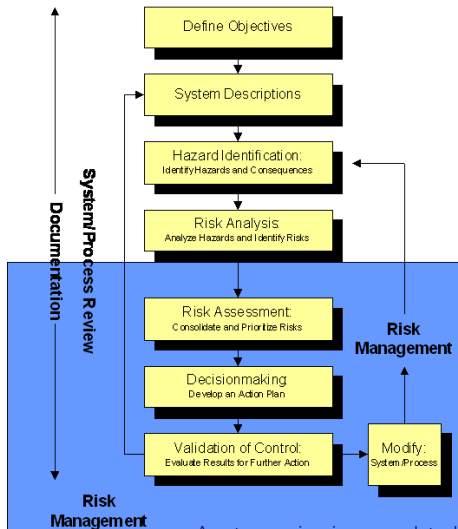 Define Objectives
System Descriptions
Hazard Identification:
Identify Hazards and Consequences
Risk Analysis:
Analyze Hazards and Identify Risks
Risk Assessment:
Consolidate and Prioritize Risks
Decisionmaking:
Develop an Action Plan
Validation of Control:
Evaluate Results for Further Action
Modify:
System/Process
Risk
Management
System/Process Review
Documentation
Risk
Management